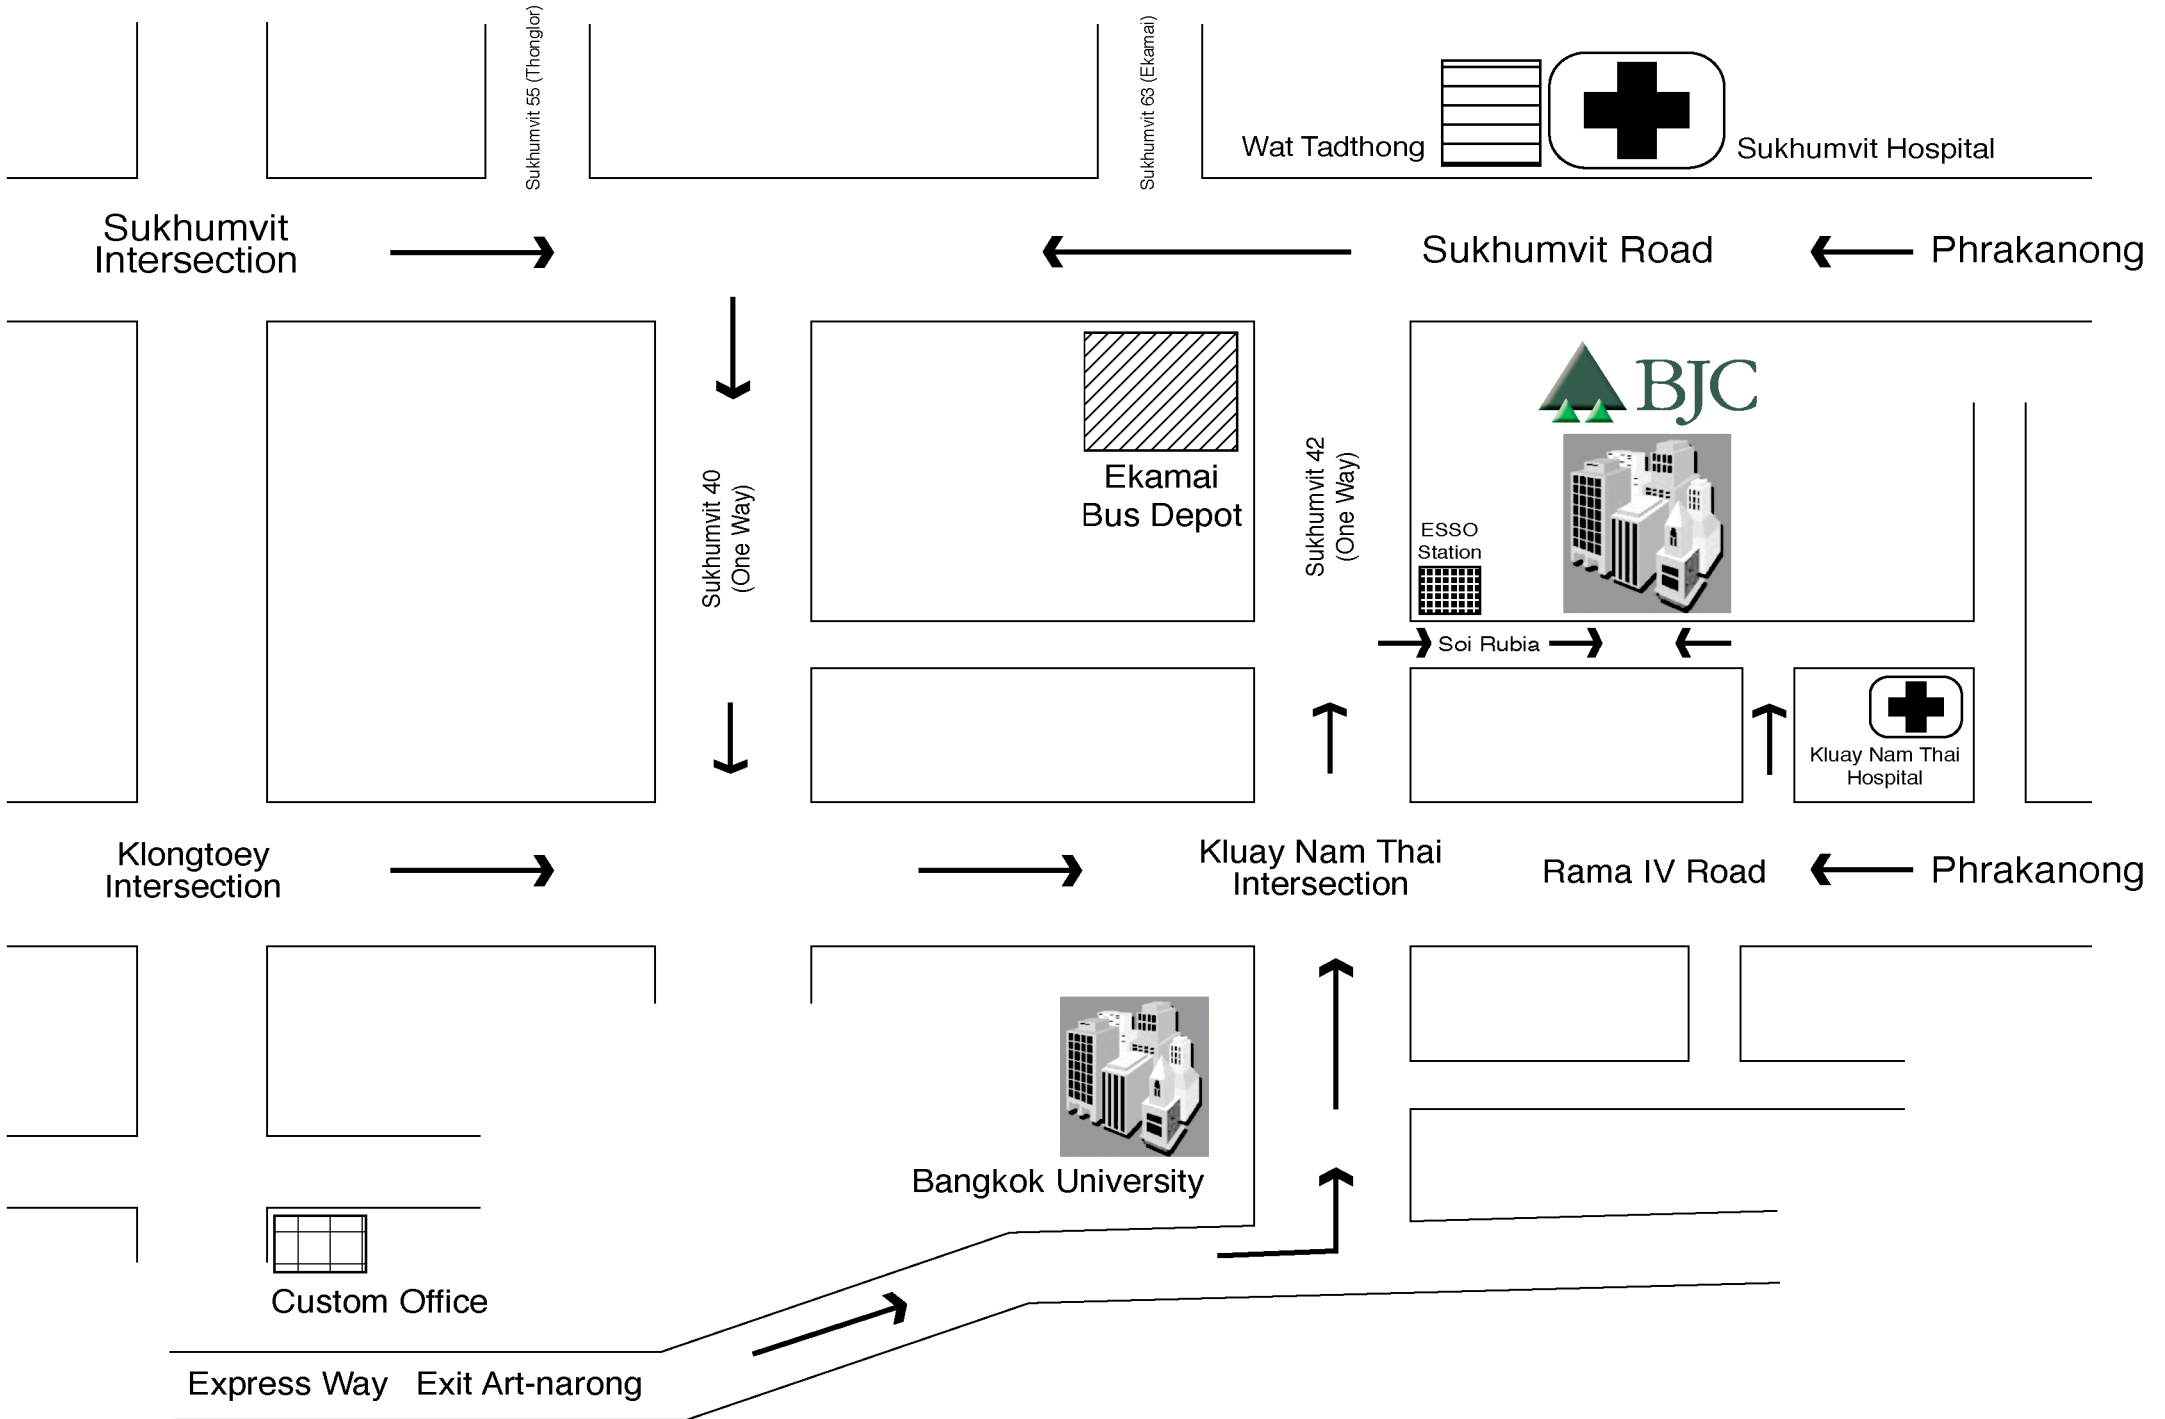 Sukhumvit 55 (Thonglor)
Sukhumvit 63 (Ekamai)
Wat Tadthong
Sukhumvit Hospital
Sukhumvit
Intersection
Sukhumvit Road
Phrakanong
BJC
Sukhumvit 40
(One Way)
Ekamai
Bus Depot
Sukhumvit 42
(One Way)
ESSO
Station
Soi Rubia
Kluay Nam Thai
Hospital
Klongtoey
Intersection
Kluay Nam Thai
Intersection
Rama IV Road
Phrakanong
Bangkok University
Custom Office
Express Way Exit Art-narong